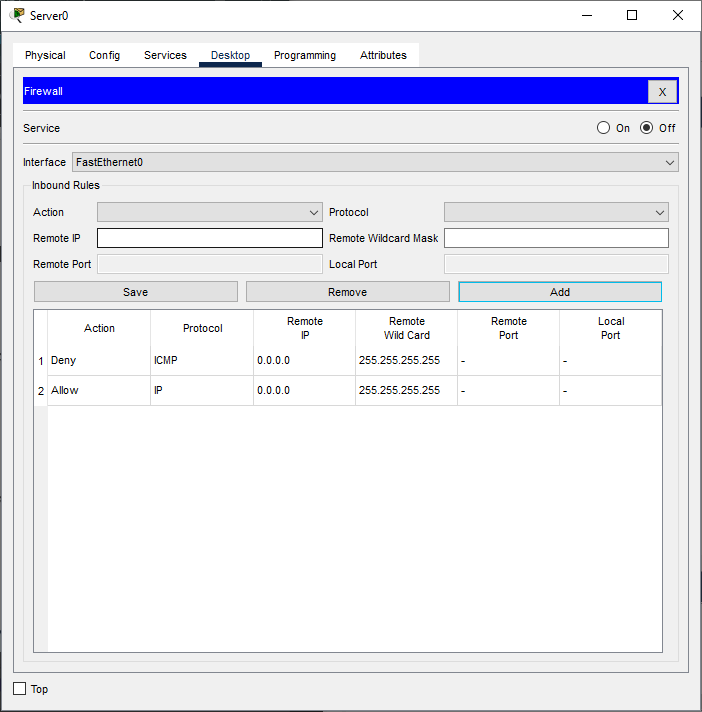 Server0
Physical Config Services Desktop Programming Attributes
Firewall X
Service On Off
Interface FastEthernet0
Inbound Rules
Action Protocol
Remote IP Remote Wildcard Mask
Remote Port Local Port
Save Remove Add
Action Protocol Remote IP Remote Wild Card Remote Port Local Port
1 Deny ICMP 0.0.0.0 255.255.255.255 - -
2 Allow IP 0.0.0.0 255.255.255.255 - -
Top